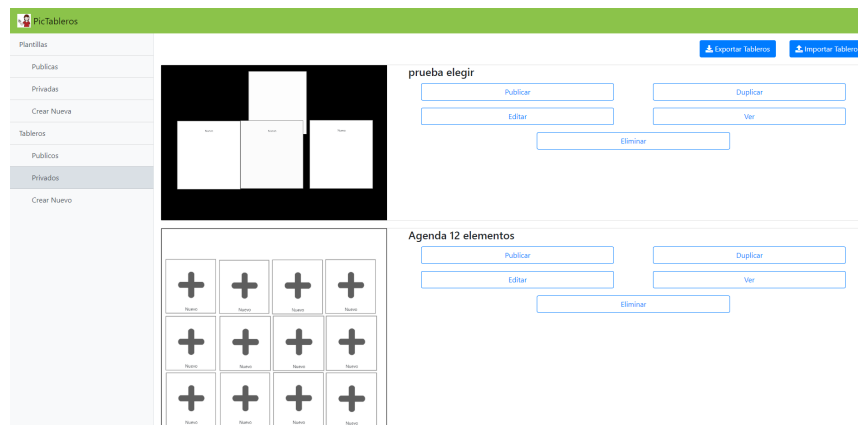 PicTableros
Plantillas
Publicas
Privadas
Crear Nueva
Tableros
Publicos
Privados
Crear Nuevo
Exportar Tableros
Importar Tablero
prueba elegir
Publicar
Duplicar
Editar
Ver
Eliminar
Agenda 12 elementos
Publicar
Duplicar
Editar
Ver
Eliminar
Nuevo Nuevo Nuevo Nuevo
Nuevo Nuevo Nuevo Nuevo
Nuevo Nuevo Nuevo Nuevo